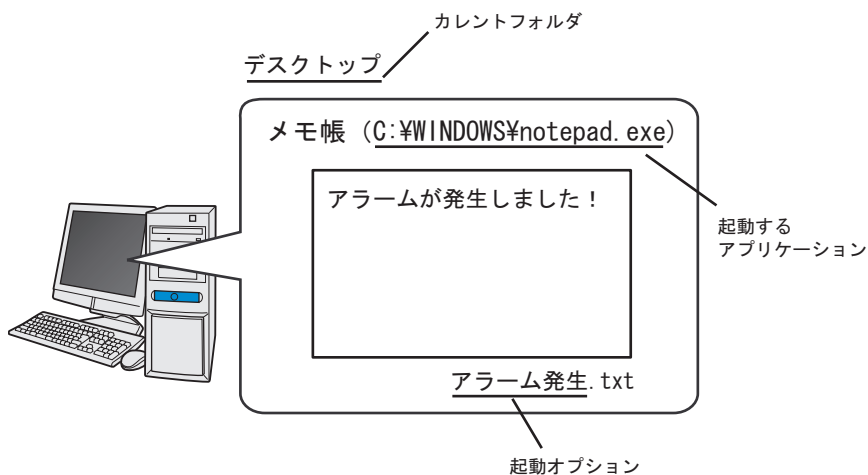 カレントフォルダ
デスクトップ
メモ帳（C:¥WINDOWS¥notepad.exe）
アラームが発生しました！
起動する
アプリケーション
アラーム発生.txt
起動オプション